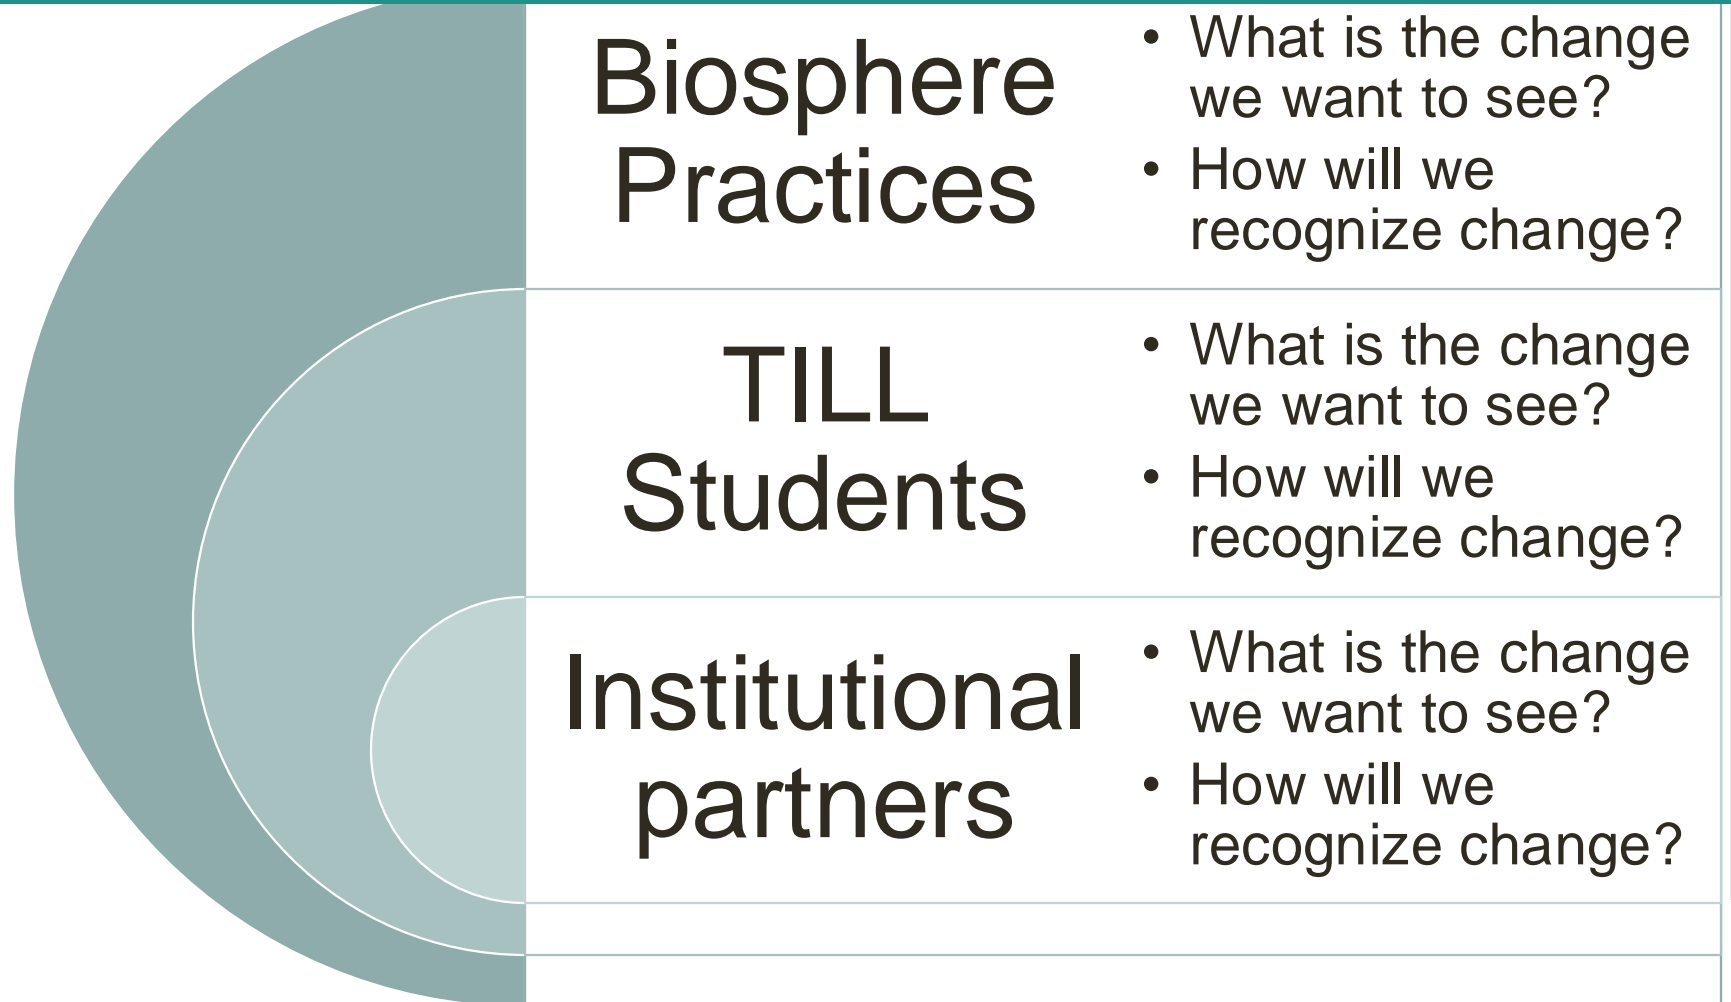 Biosphere
Practices
• What is the change
we want to see?
• How will we
recognize change?
TILL
Students
• What is the change
we want to see?
• How will we
recognize change?
Institutional
partners
• What is the change
we want to see?
• How will we
recognize change?